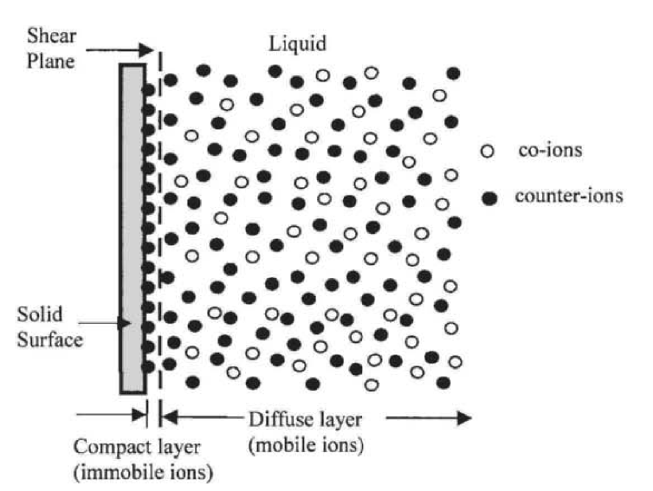 Shear
Plane
Liquid
co-ions
counter-ions
Solid
Surface
Diffuse layer
(mobile ions)
Compact layer
(immobile ions)